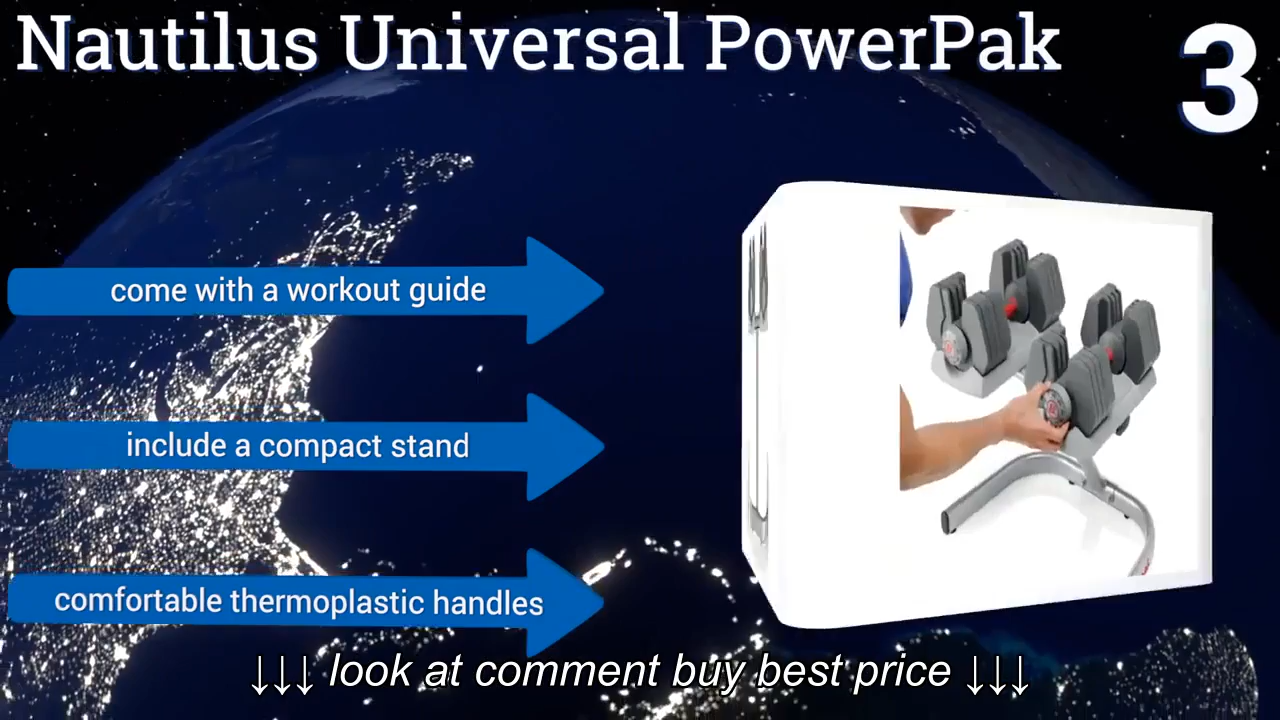 Nautilus Universal PowerPak
3
come with a workout guide
include a compact stand
comfortable thermoplastic handles
↓↓↓ look at comment buy best price ↓↓↓